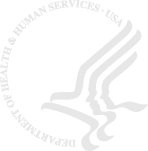 DEPARTMENT OF HEALTH & HUMAN SERVICES • USA